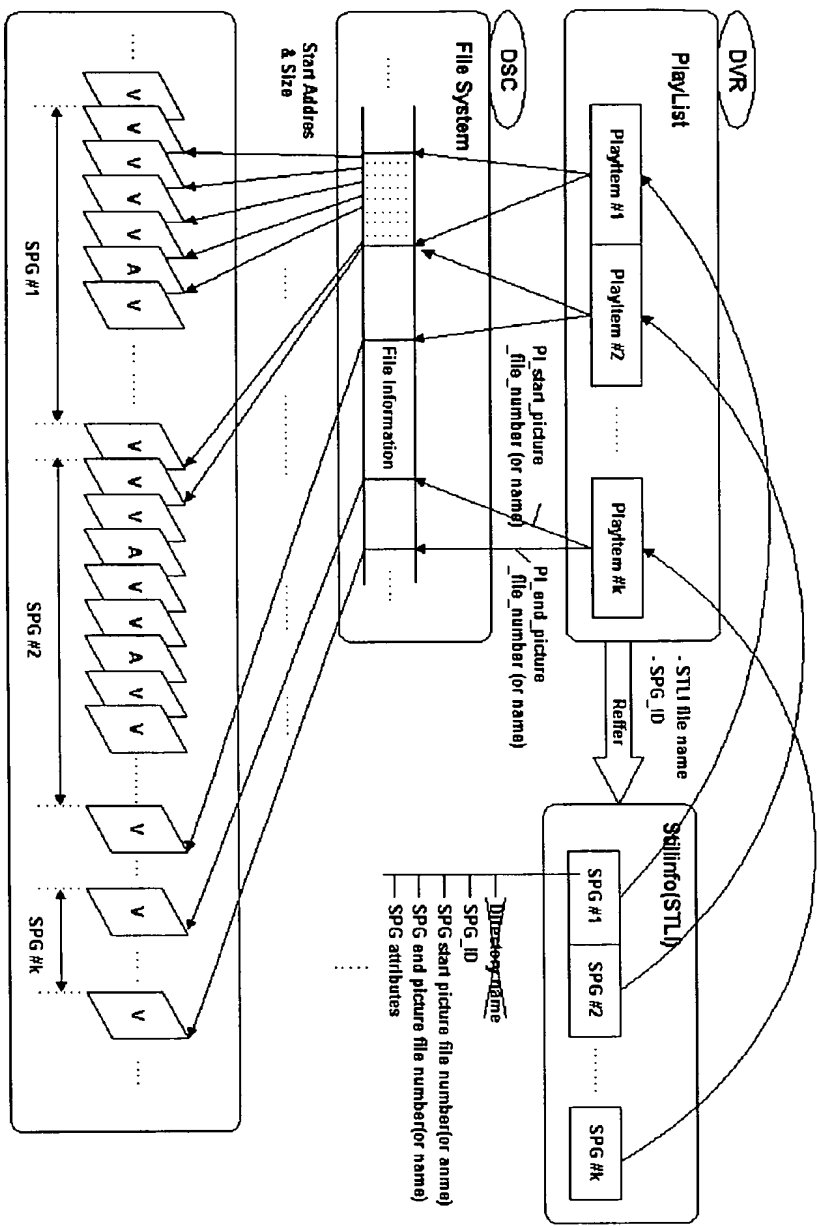 DVR
PlayList
PlayItem #1
PlayItem #2
......
PlayItem #k
- STLI file name
- SPG_ID
Reffer
Stillinfo(STLI)
SPG #1
SPG #2
......
SPG #k
Directory name
SPG_ID
SPG start picture file number(or anme)
SPG end picture file number(or name)
SPG attributes
......
PI_start_picture
_file_number (or name)
PI_end_picture
_file_number (or name)
DSC
File System
......
File Information
......
Start Addres
& Size
......
......
......
......
V
V
V
V
V
A
V
......
V
V
V
A
V
V
A
V
V
......
V
......
V
......
V
......
SPG #1
SPG #2
SPG #k